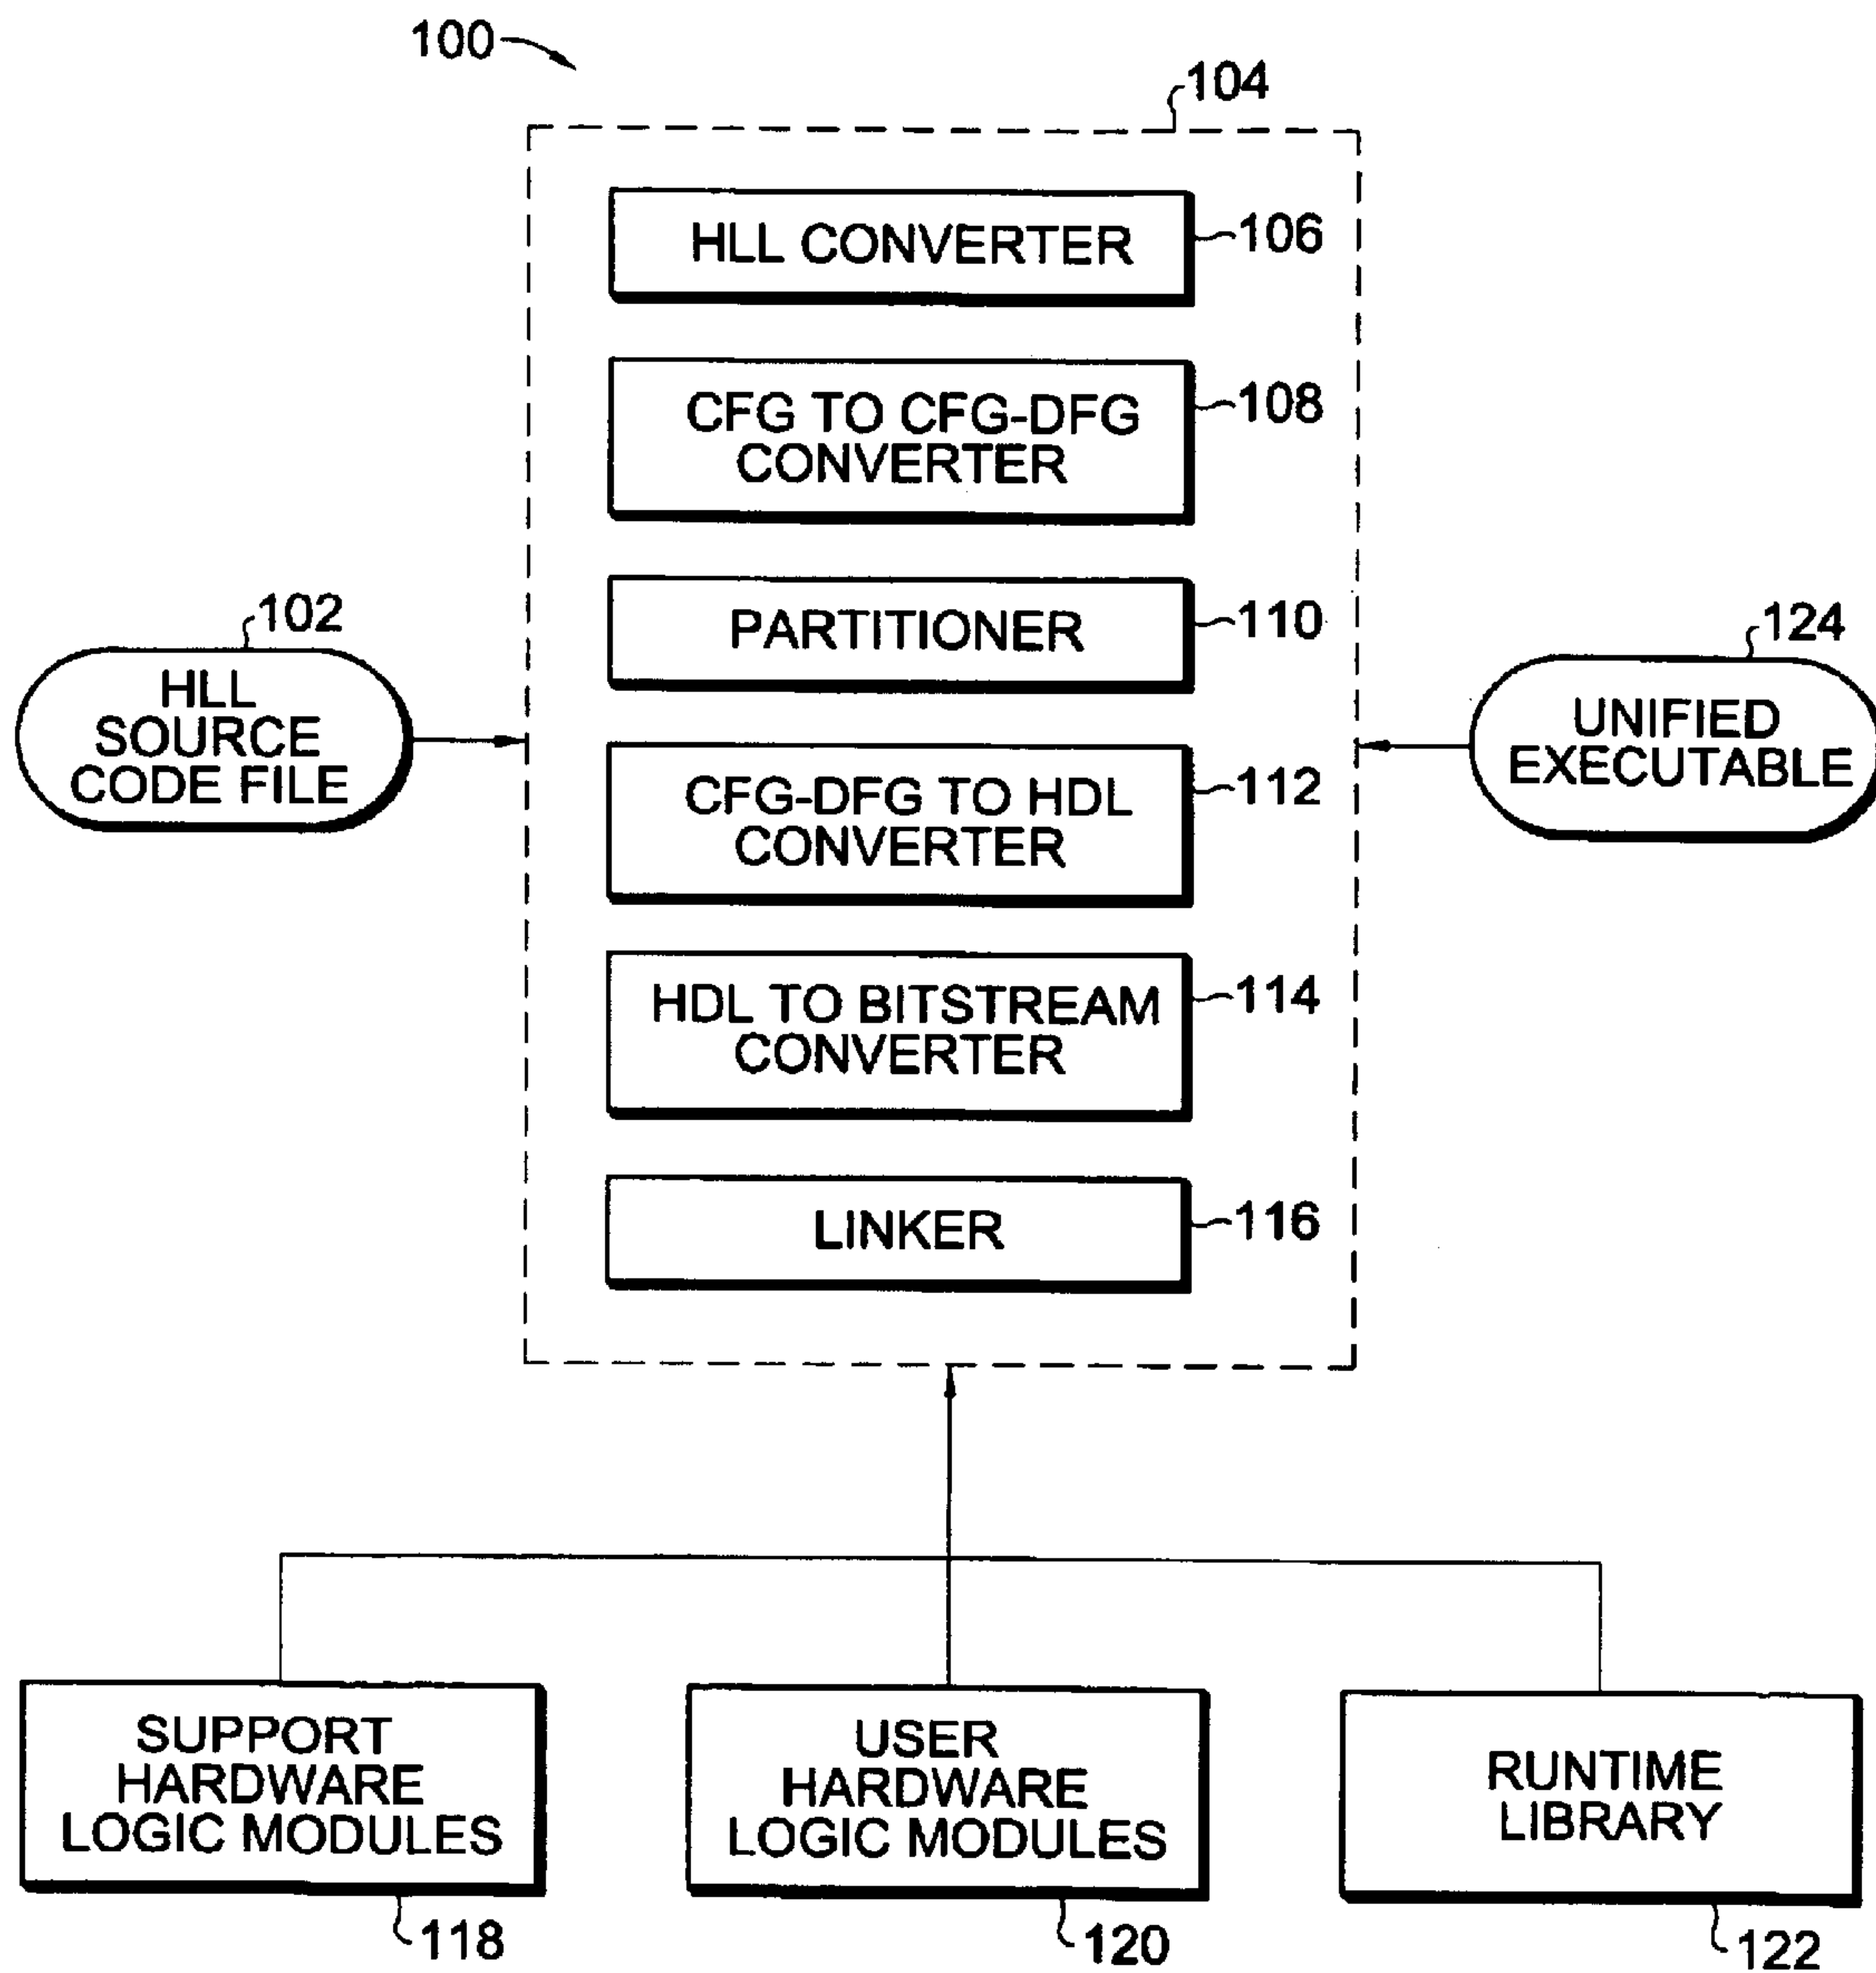 100
104
HLL CONVERTER
106
CFG TO CFG-DFG
CONVERTER
108
PARTITIONER
110
102
HLL
SOURCE
CODE FILE
124
UNIFIED
EXECUTABLE
CFG-DFG TO HDL
CONVERTER
112
HDL TO BITSTREAM
CONVERTER
114
LINKER
116
SUPPORT
HARDWARE
LOGIC MODULES
118
USER
HARDWARE
LOGIC MODULES
120
RUNTIME
LIBRARY
122